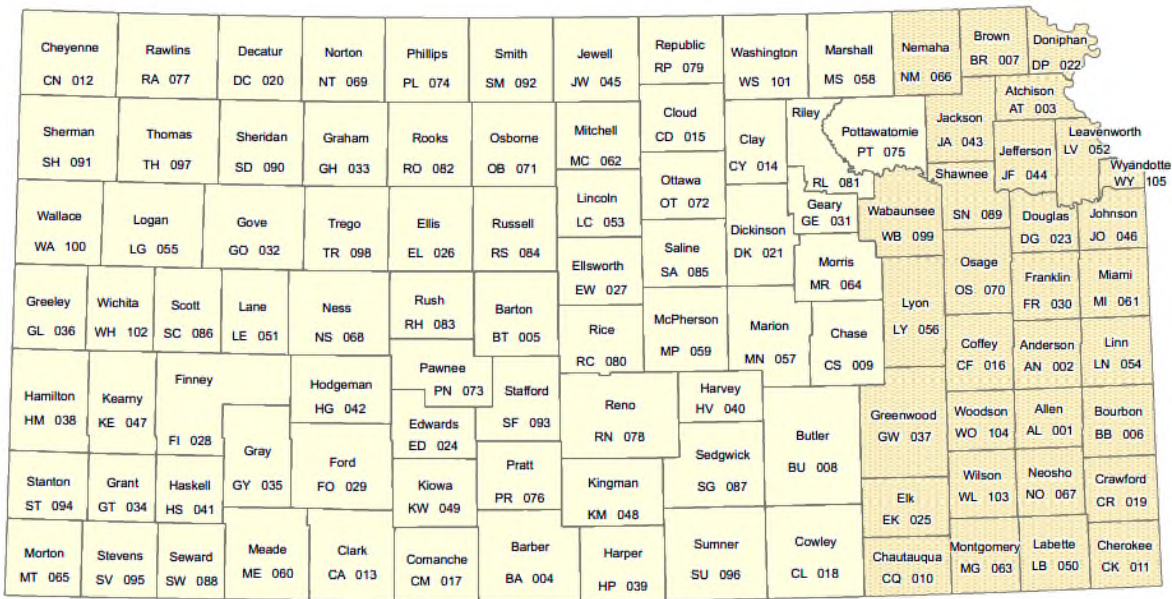 Cheyenne
CN 012
Rawlins
RA 077
Decatur
DC 020
Norton
NT 069
Phillips
PL 074
Smith
SM 092
Jewell
JW 045
Republic
RP 079
Washington
WS 101
Marshall
MS 058
Nemaha
NM 066
Brown
BR 007
Doniphan
DP 022
Atchison
AT 003
Sherman
SH 091
Thomas
TH 097
Sheridan
SD 090
Graham
GH 033
Rooks
RO 082
Osborne
OB 071
Mitchell
MC 062
Cloud
CD 015
Clay
CY 014
Riley
RL 081
Pottawatomie
PT 075
Jackson
JA 043
Jefferson
JF 044
Leavenworth
LV 052
Wyandotte
WY 105
Shawnee
SN 089
Wallace
WA 100
Logan
LG 055
Gove
GO 032
Trego
TR 098
Ellis
EL 026
Russell
RS 084
Lincoln
LC 053
Ottawa
OT 072
Saline
SA 085
Dickinson
DK 021
Geary
GE 031
Wabaunsee
WB 099
Douglas
DG 023
Johnson
JO 046
Ellsworth
EW 027
Morris
MR 064
Lyon
LY 056
Osage
OS 070
Franklin
FR 030
Miami
MI 061
Greeley
GL 036
Wichita
WH 102
Scott
SC 086
Lane
LE 051
Ness
NS 068
Rush
RH 083
Barton
BT 005
Rice
RC 080
McPherson
MP 059
Marion
MN 057
Chase
CS 009
Coffey
CF 016
Anderson
AN 002
Linn
LN 054
Hamilton
HM 038
Kearny
KE 047
Finney
FI 028
Hodgeman
HG 042
Pawnee
PN 073
Stafford
SF 093
Edwards
ED 024
Reno
RN 078
Harvey
HV 040
Butler
BU 008
Greenwood
GW 037
Woodson
WO 104
Allen
AL 001
Bourbon
BB 006
Gray
GY 035
Ford
FO 029
Sedgwick
SG 087
Stanton
ST 094
Grant
GT 034
Haskell
HS 041
Kiowa
KW 049
Pratt
PR 076
Kingman
KM 048
Elk
EK 025
Wilson
WL 103
Neosho
NO 067
Crawford
CR 019
Morton
MT 065
Stevens
SV 095
Seward
SW 088
Meade
ME 060
Clark
CA 013
Comanche
CM 017
Barber
BA 004
Harper
HP 039
Sumner
SU 096
Cowley
CL 018
Chautauqua
CQ 010
Montgomery
MG 063
Labette
LB 050
Cherokee
CK 011